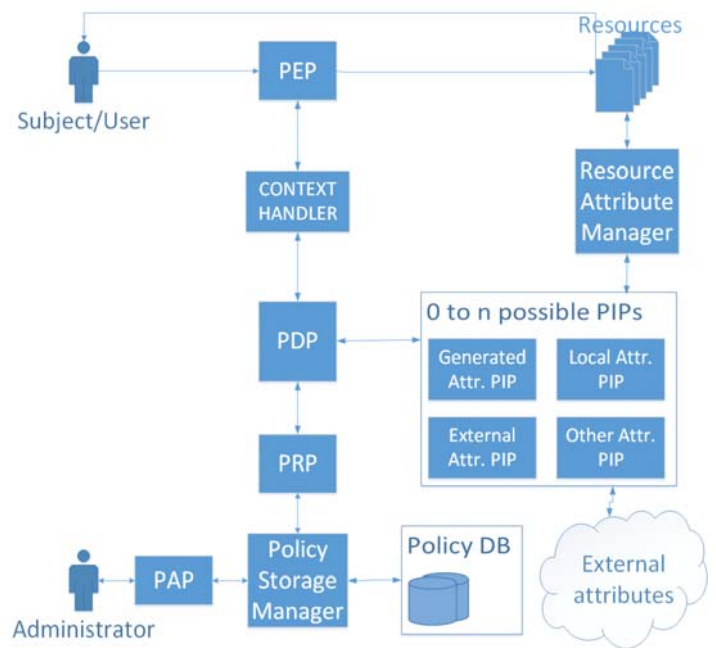 Resources
PEP
Subject/User
CONTEXT
HANDLER
Resource
Attribute
Manager
0 to n possible PIPs
PDP
Generated
Attr. PIP
Local Attr.
PIP
External
Attr. PIP
Other Attr.
PIP
PRP
Policy
Storage
Manager
Policy DB
PAP
External
attributes
Administrator